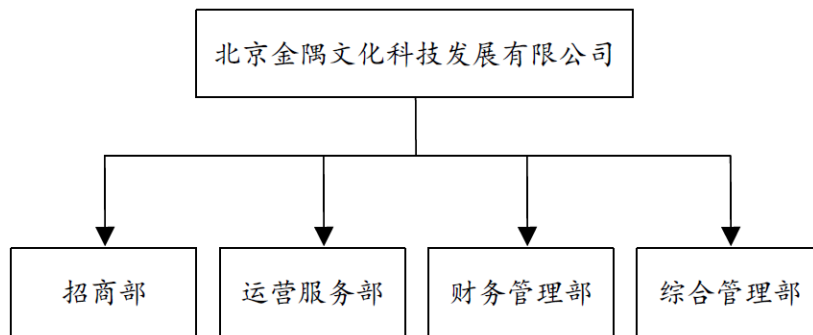 北京金隅文化科技发展有限公司
招商部
运营服务部
财务管理部
综合管理部